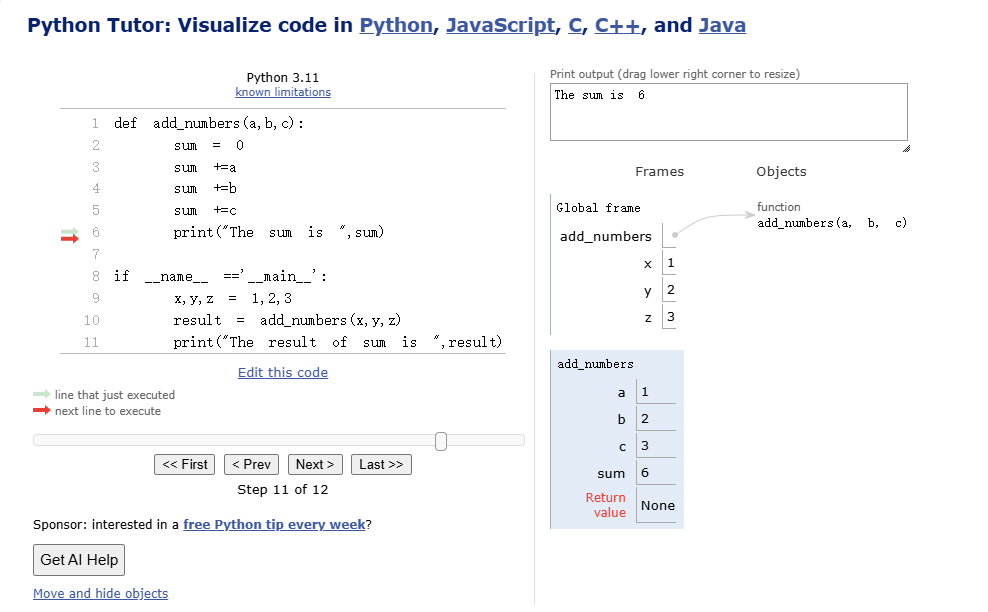 Python Tutor: Visualize code in Python, JavaScript, C, C++, and Java
Python 3.11
known limitations
1 def add_numbers(a,b,c):
2 sum = 0
3 sum +=a
4 sum +=b
5 sum +=c
6 print("The sum is ",sum)
7
8 if __name__ =='__main__':
9 x,y,z = 1,2,3
10 result = add_numbers(x,y,z)
11 print("The result of sum is ",result)
Edit this code
line that just executed
next line to execute
<< First < Prev Next > Last >>
Step 11 of 12
Sponsor: interested in a free Python tip every week?
Get AI Help
Move and hide objects
Print output (drag lower right corner to resize)
The sum is 6
Frames Objects
Global frame
add_numbers
x 1
y 2
z 3
function
add_numbers(a, b, c)
add_numbers
a 1
b 2
c 3
sum 6
Return
value None